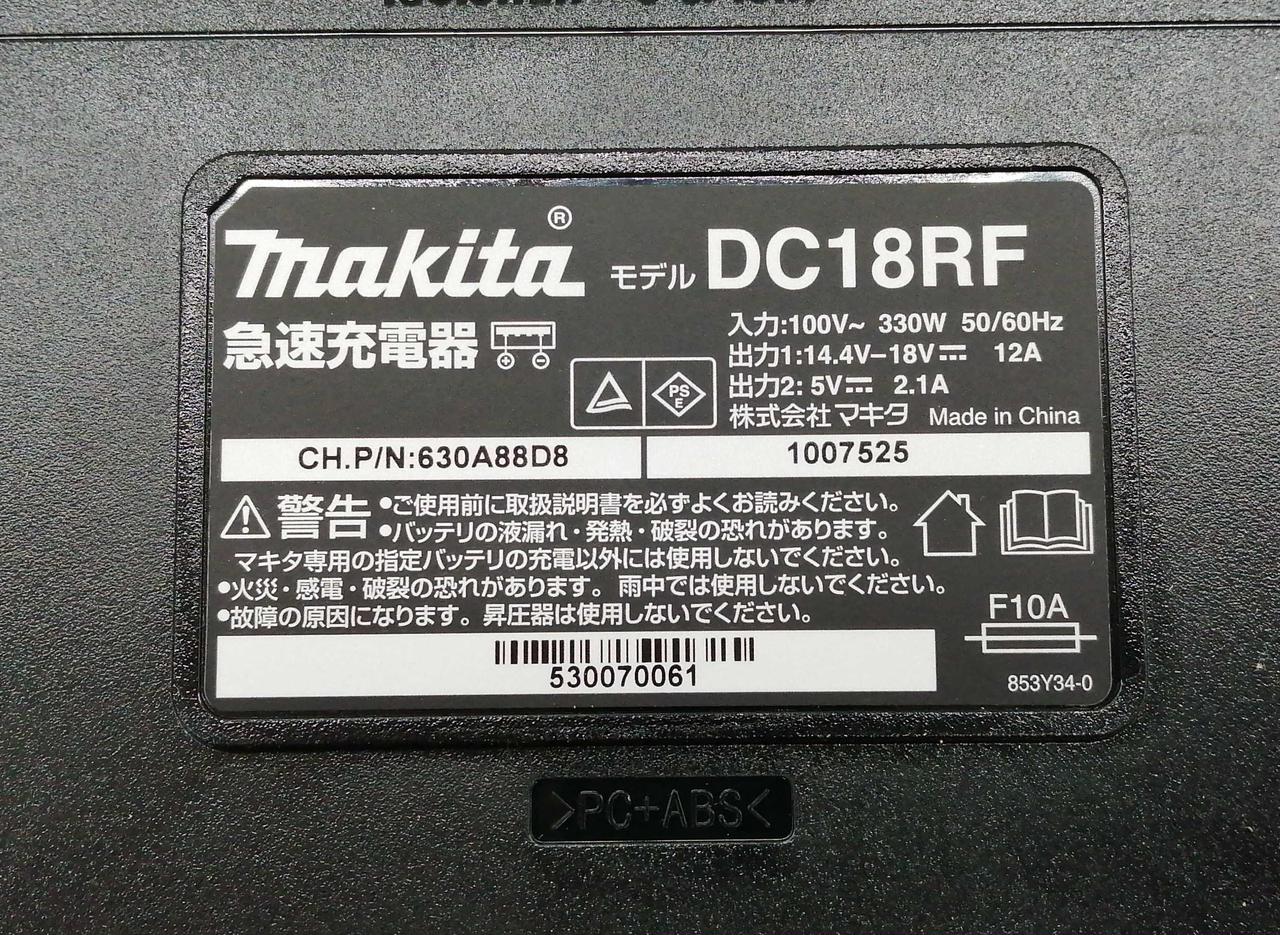 makita®
モデル DC18RF
急速充電器
入力:100V~ 330W 50/60Hz
出力1:14.4V−18V⎓ 12A
出力2: 5V⎓ 2.1A
PS
E
株式会社マキタ Made in China
CH.P/N:630A88D8
1007525
警告 •ご使用前に取扱説明書を必ずよくお読みください。
•バッテリの液漏れ・発熱・破裂の恐れがあります。
マキタ専用の指定バッテリの充電以外には使用しないでください。
•火災・感電・破裂の恐れがあります。雨中では使用しないでください。
•故障の原因になります。昇圧器は使用しないでください。
F10A
530070061
853Y34-0
>PC+ABS<